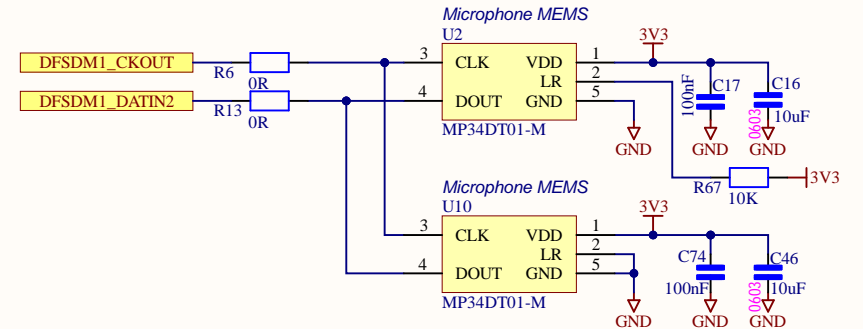 Microphone MEMS
U2
DFSDM1_CKOUT
R6
0R
DFSDM1_DATIN2
R13
0R
3 CLK VDD 1
LR 2
4 DOUT GND 5
MP34DT01-M
3V3
100nF
C17
C16
0603
10uF
GND
GND
GND
R67
10K
3V3
Microphone MEMS
U10
3 CLK VDD 1
LR 2
4 DOUT GND 5
MP34DT01-M
3V3
C74
100nF
C46
0603
10uF
GND
GND
GND